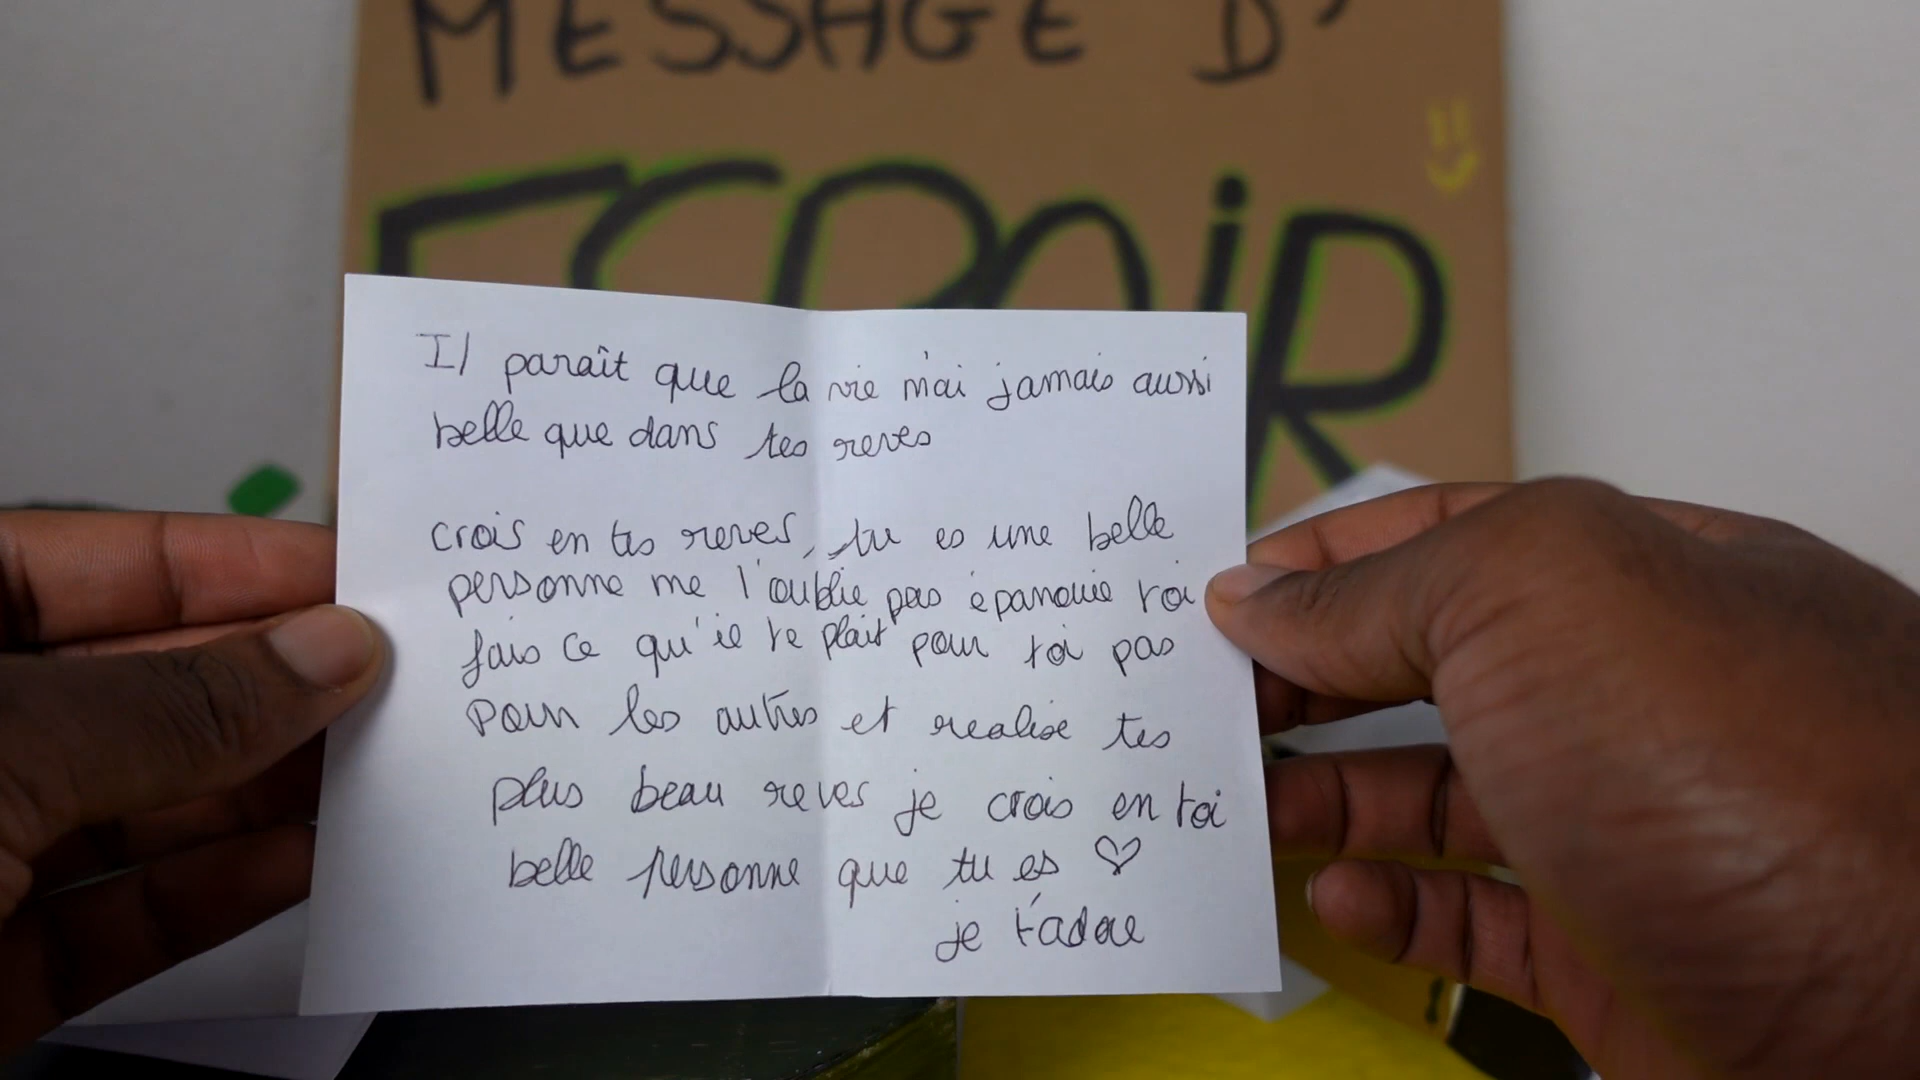 MESSAGE D'
ESPOIR
Il paraît que la vie n'ai jamais aussi
belle que dans tes reves
crois en tes reves, tu es une belle
personne ne l'oublie pas épanouie toi
fais ce qu'il te plait pour toi pas
pour les autres et realise tes
plus beau reves je crois en toi
belle personne que tu es ♡
je t'adore